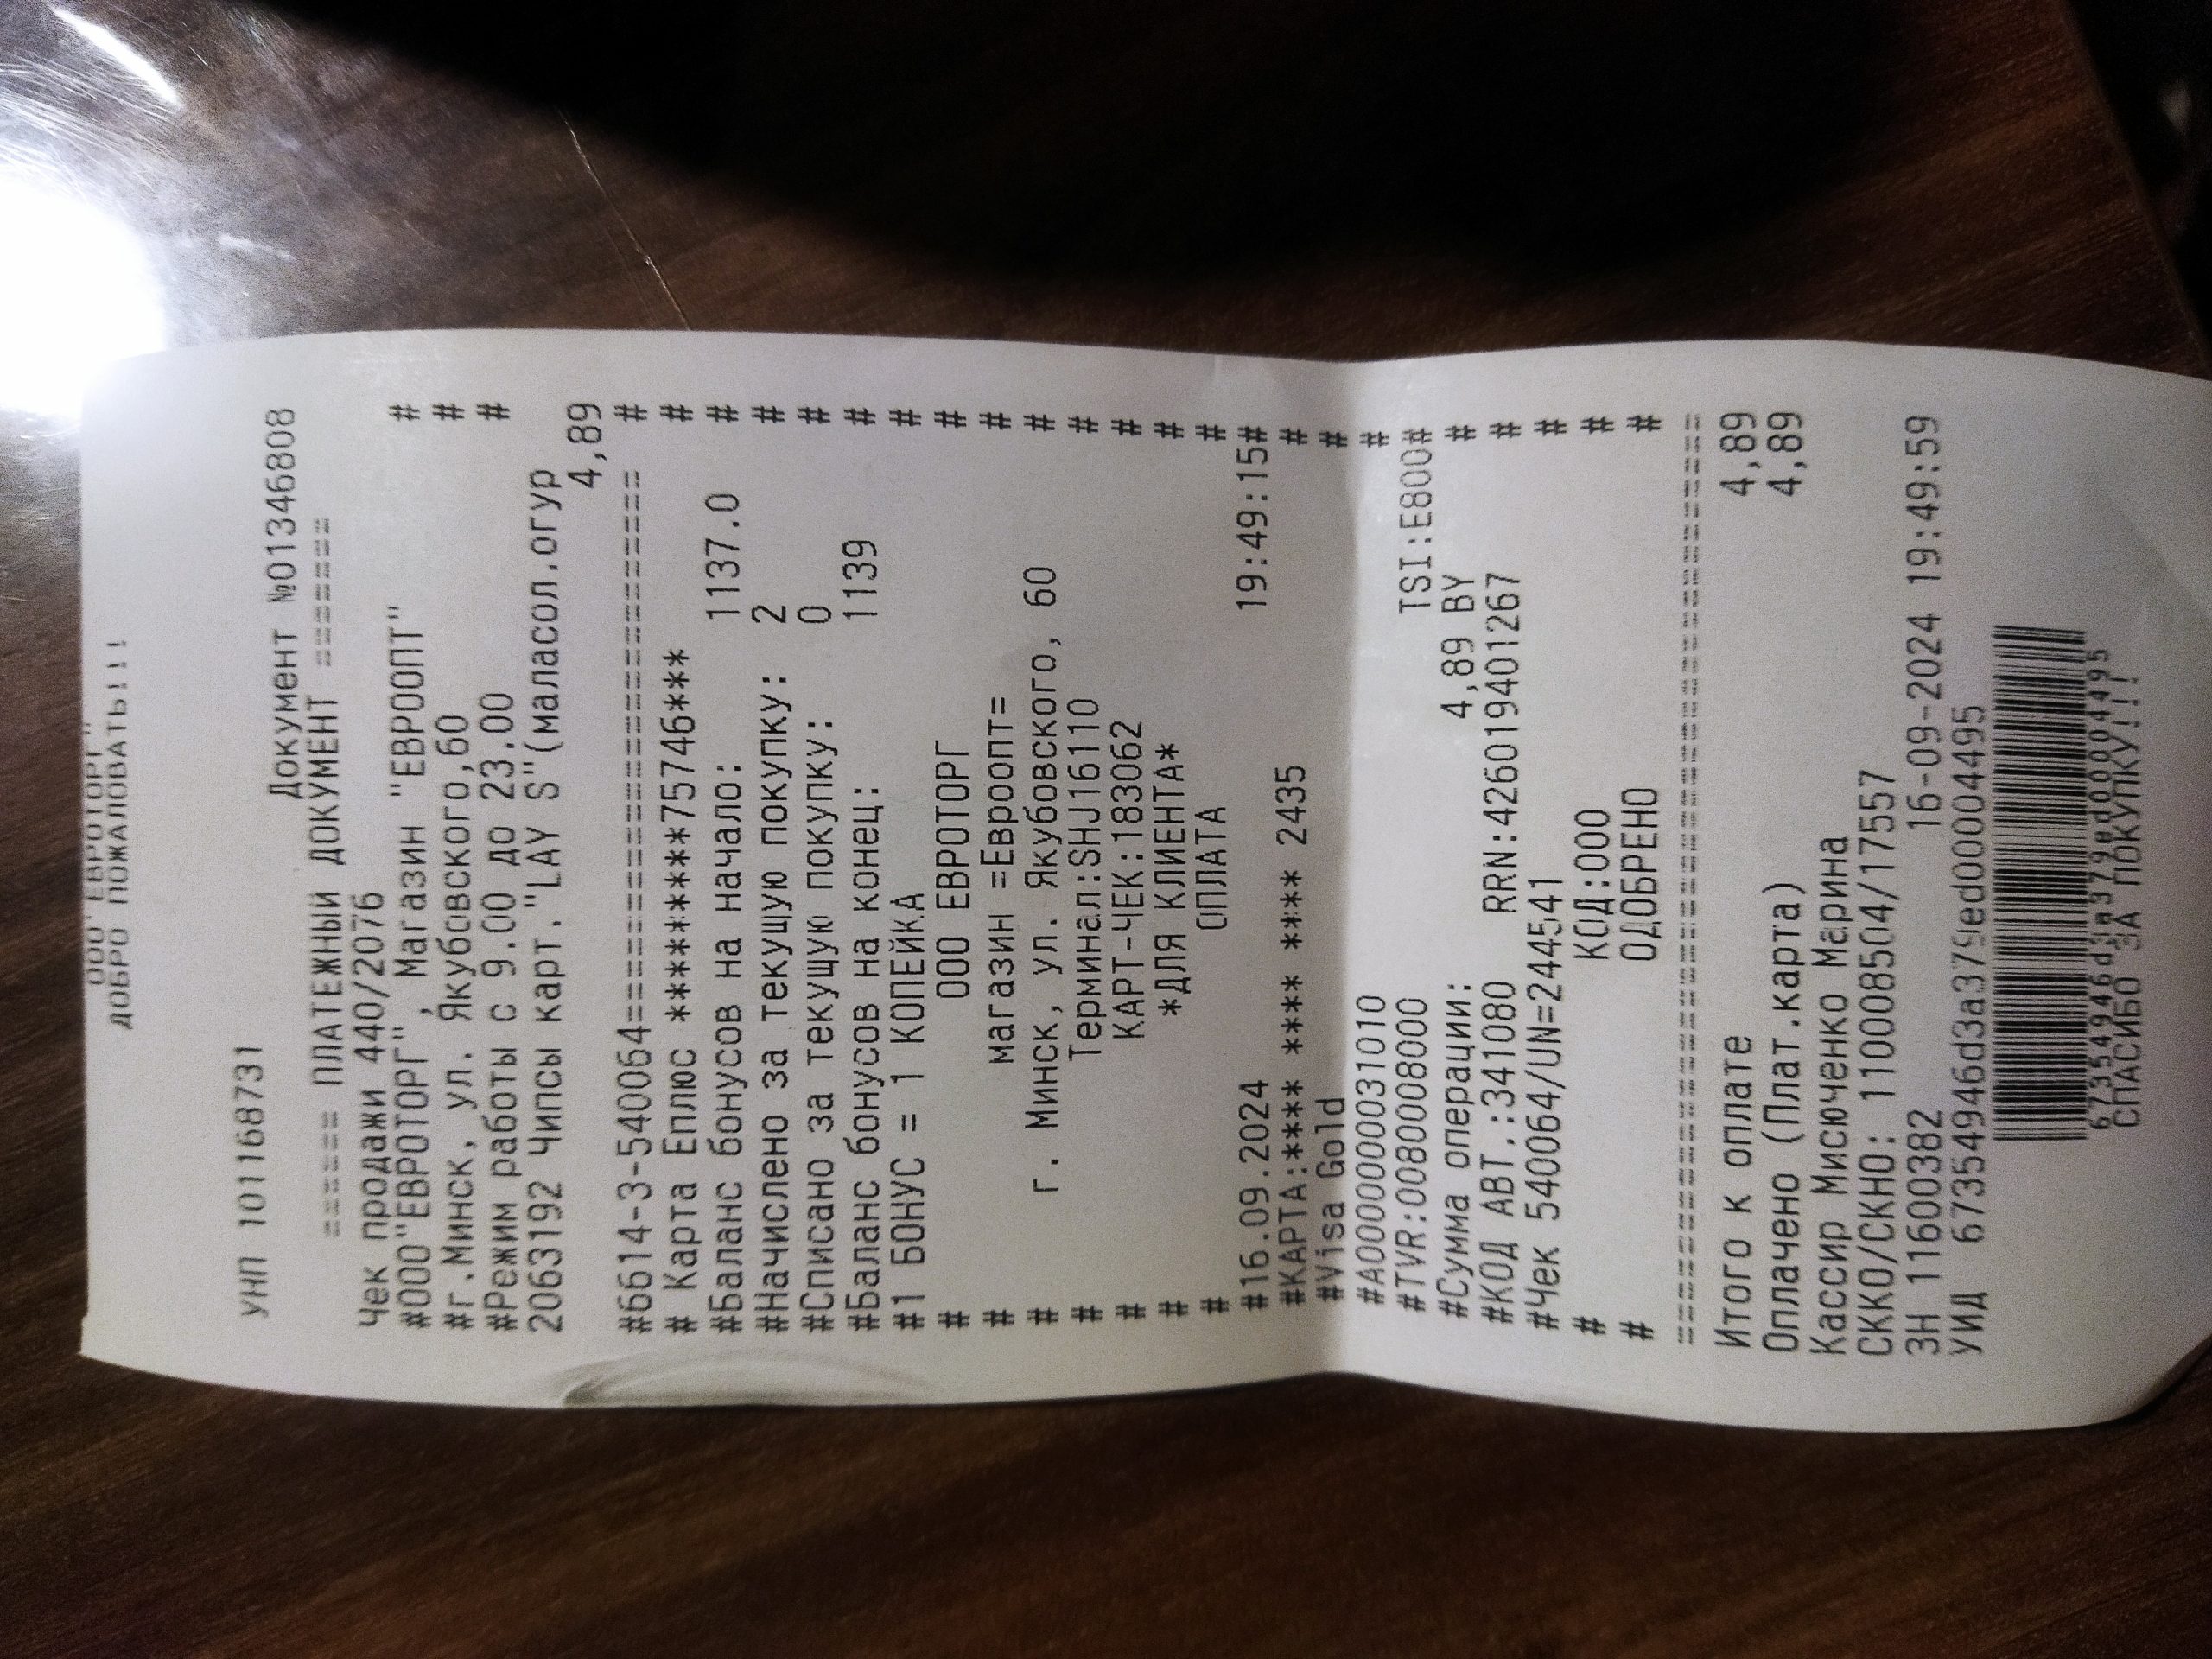 ООО"ЕВРОТОРГ"
ДОБРО ПОЖАЛОВАТЬ!!!
УНП 101168731
Документ №01346808
====== ПЛАТЕЖНЫЙ ДОКУМЕНТ =======
Чек продажи 440/2076
#ООО"ЕВРОТОРГ", Магазин "ЕВРООПТ" #
#г.Минск, ул. Якубовского,60 #
#Режим работы с 9.00 до 23.00 #
2063192 Чипсы карт."LAY S"(маласол.огур
4,89
#6614-3-540064======================== #
# Карта Еплюс ********75746*** #
#Баланс бонусов на начало: 1137.0 #
#Начислено за текущую покупку: 2 #
#Списано за текущую покупку: 0 #
#Баланс бонусов на конец: 1139 #
#1 БОНУС = 1 КОПЕЙКА #
# ООО ЕВРОТОРГ #
# магазин =Евроопт= #
# г. Минск, ул. Якубовского, 60 #
# Терминал:SHJ16110 #
# КАРТ-ЧЕК:183062 #
# *ДЛЯ КЛИЕНТА* #
# ОПЛАТА #
#16.09.2024 19:49:15#
#КАРТА:**** **** **** 2435 #
#Visa Gold #
#A0000000031010 #
#TVR:0080008000 TSI:E800#
#Сумма операции: 4,89 BY #
#КОД АВТ.:341080 RRN:426019401267 #
#Чек 540064/UN=244541 #
# КОД:000 #
# ОДОБРЕНО #
========================================
Итого к оплате 4,89
Оплачено (Плат.карта) 4,89
Кассир Мисюченко Марина
СККО/СКНО: 110008504/17557
ЗН 11600382 16-09-2024 19:49:59
УИД 67354946d3a379ed00004495
67354946d3a379ed00004495
СПАСИБО ЗА ПОКУПКУ!!!